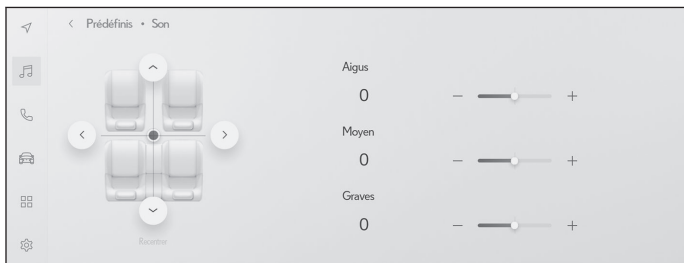 Prédéfinis • Son
Aigus
0
Moyen
0
Graves
0
Recentrer